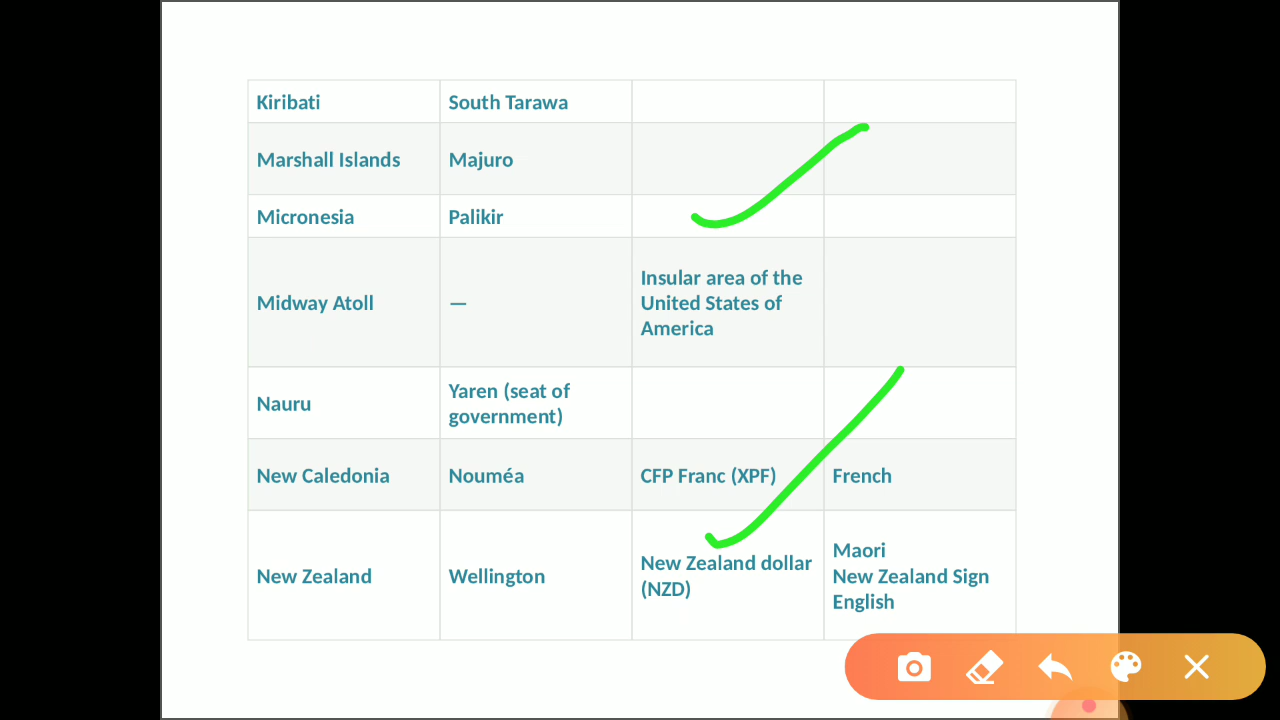 Kiribati
South Tarawa
Marshall Islands
Majuro
Micronesia
Palikir
Midway Atoll
—
Insular area of the
United States of
America
Nauru
Yaren (seat of
government)
New Caledonia
Nouméa
CFP Franc (XPF)
French
New Zealand
Wellington
New Zealand dollar
(NZD)
Maori
New Zealand Sign
English